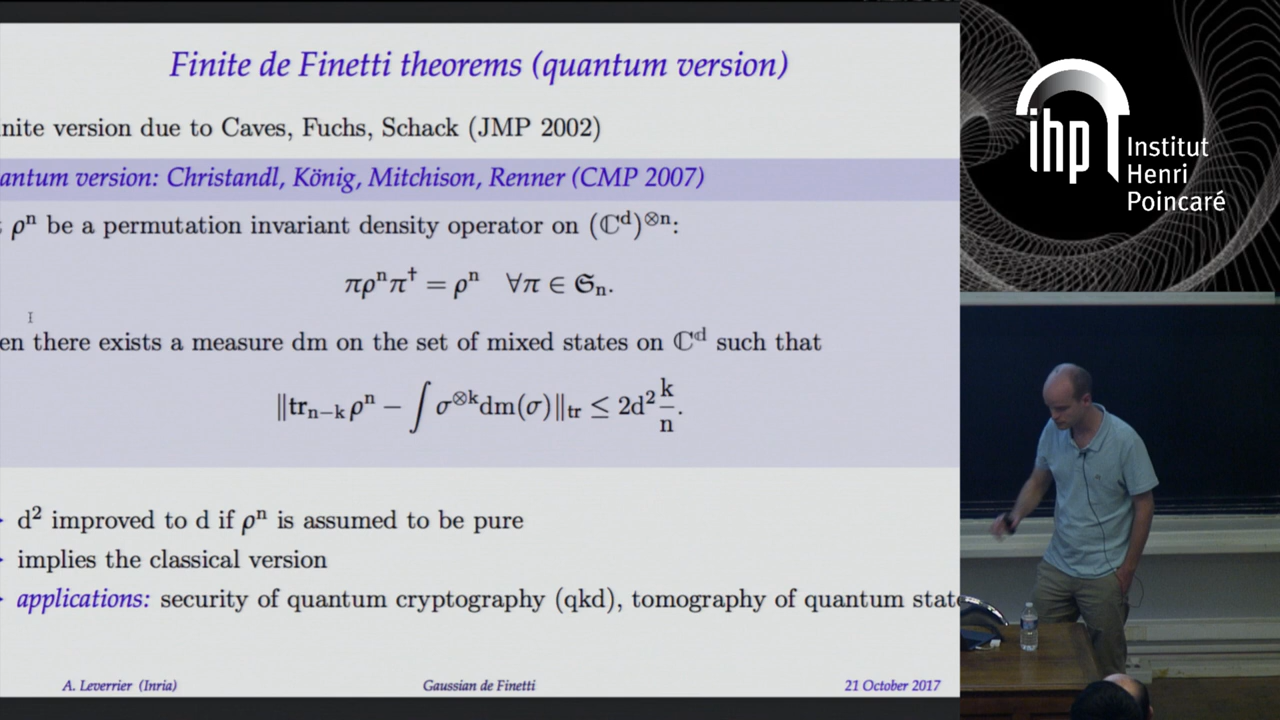 Finite de Finetti theorems (quantum version)
nite version due to Caves, Fuchs, Schack (JMP 2002)
antum version: Christandl, König, Mitchison, Renner (CMP 2007)
ρⁿ be a permutation invariant density operator on (ℂᵈ)^{⊗n}:
πρⁿπ† = ρⁿ ∀π ∈ 𝔖ₙ.
en there exists a measure dm on the set of mixed states on ℂᵈ such that
‖tr_{n−k} ρⁿ − ∫ σ^{⊗k}dm(σ)‖_{tr} ≤ 2d² k/n.
d² improved to d if ρⁿ is assumed to be pure
implies the classical version
applications: security of quantum cryptography (qkd), tomography of quantum stat
A. Leverrier (Inria) Gaussian de Finetti 21 October 2017
ihp
Institut
Henri
Poincaré